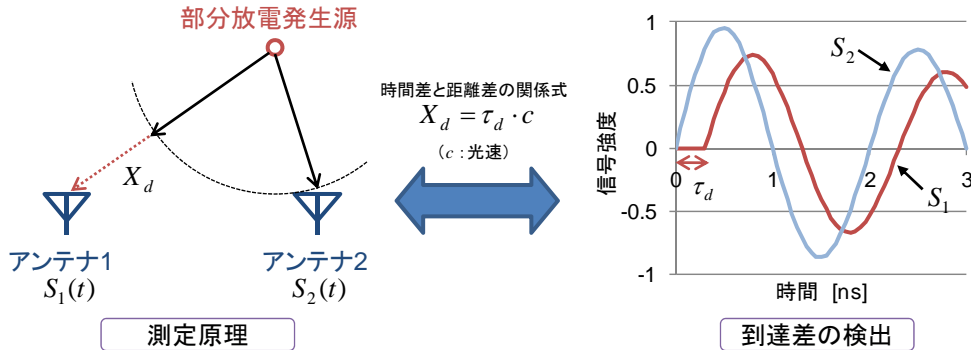 部分放電発生源
X_d
アンテナ1
S_1(t)
アンテナ2
S_2(t)
測定原理
時間差と距離差の関係式
X_d = τ_d · c
（c：光速）
1
0.5
0
-0.5
-1
信号強度
0
1
2
3
τ_d
S_2
S_1
時間 [ns]
到達差の検出